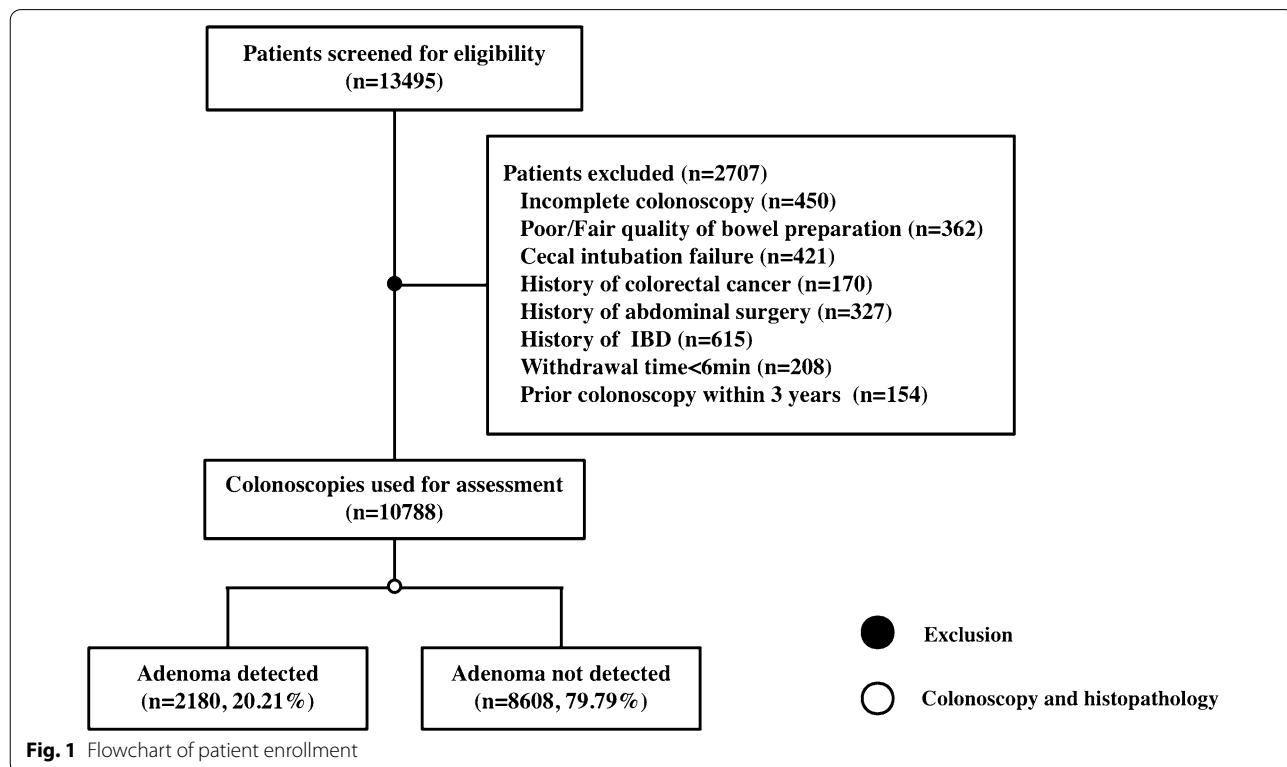 Patients screened for eligibility
(n=13495)
Patients excluded (n=2707)
Incomplete colonoscopy (n=450)
Poor/Fair quality of bowel preparation (n=362)
Cecal intubation failure (n=421)
History of colorectal cancer (n=170)
History of abdominal surgery (n=327)
History of IBD (n=615)
Withdrawal time<6min (n=208)
Prior colonoscopy within 3 years (n=154)
Colonoscopies used for assessment
(n=10788)
Adenoma detected
(n=2180, 20.21%)
Adenoma not detected
(n=8608, 79.79%)
Exclusion
Colonoscopy and histopathology
Fig. 1 Flowchart of patient enrollment